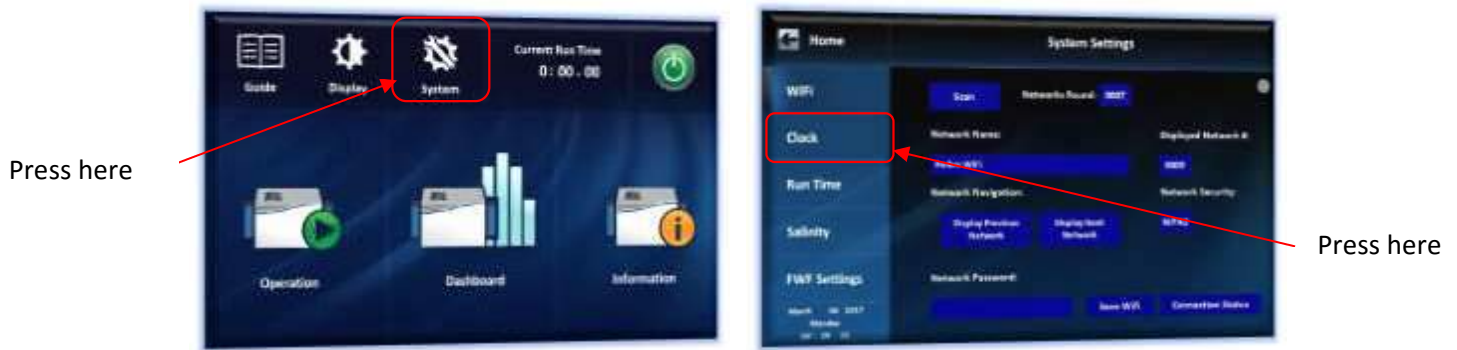 Press here
Guide
Display
System
Current Run Time
0: 00. 00
Operation
Dashboard
Information
Home
System Settings
WiFi
Clock
Run Time
Salinity
FWF Settings
Scan
Networks Found:
Network Name:
Displayed Network #:
Network Navigation:
Network Security:
Display Previous
Network
Display Next
Network
Network Password:
Save WiFi
Connection Status
Press here